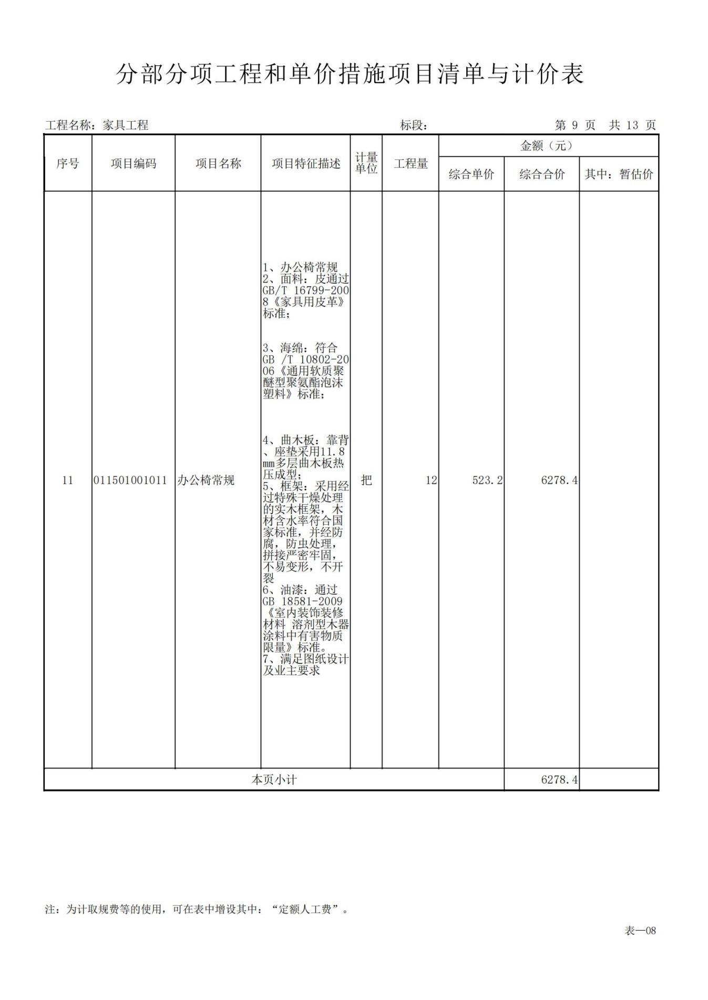 分部分项工程和单价措施项目清单与计价表
工程名称：家具工程 标段： 第 9 页 共 13 页
序号 项目编码 项目名称 项目特征描述 计量单位 工程量 金额（元）
综合单价 综合合价 其中：暂估价
1、办公椅常规
2、面料：皮通过
GB/T 16799-200
8《家具用皮革》
标准；
3、海绵：符合
GB /T 10802-20
06《通用软质聚
醚型聚氨酯泡沫
塑料》标准；
4、曲木板：靠背
、座垫采用11.8
mm多层曲木板热
压成型；
11 011501001011 办公椅常规 把 12 523.2 6278.4
5、框架：采用经
过特殊干燥处理
的实木框架，木
材含水率符合国
家标准，并经防
腐，防虫处理，
拼接严密牢固，
不易变形，不开
裂
6、油漆：通过
GB 18581-2009
《室内装饰装修
材料 溶剂型木器
涂料中有害物质
限量》标准。
7、满足图纸设计
及业主要求
本页小计 6278.4
注：为计取规费等的使用，可在表中增设其中：“定额人工费”。
表—08